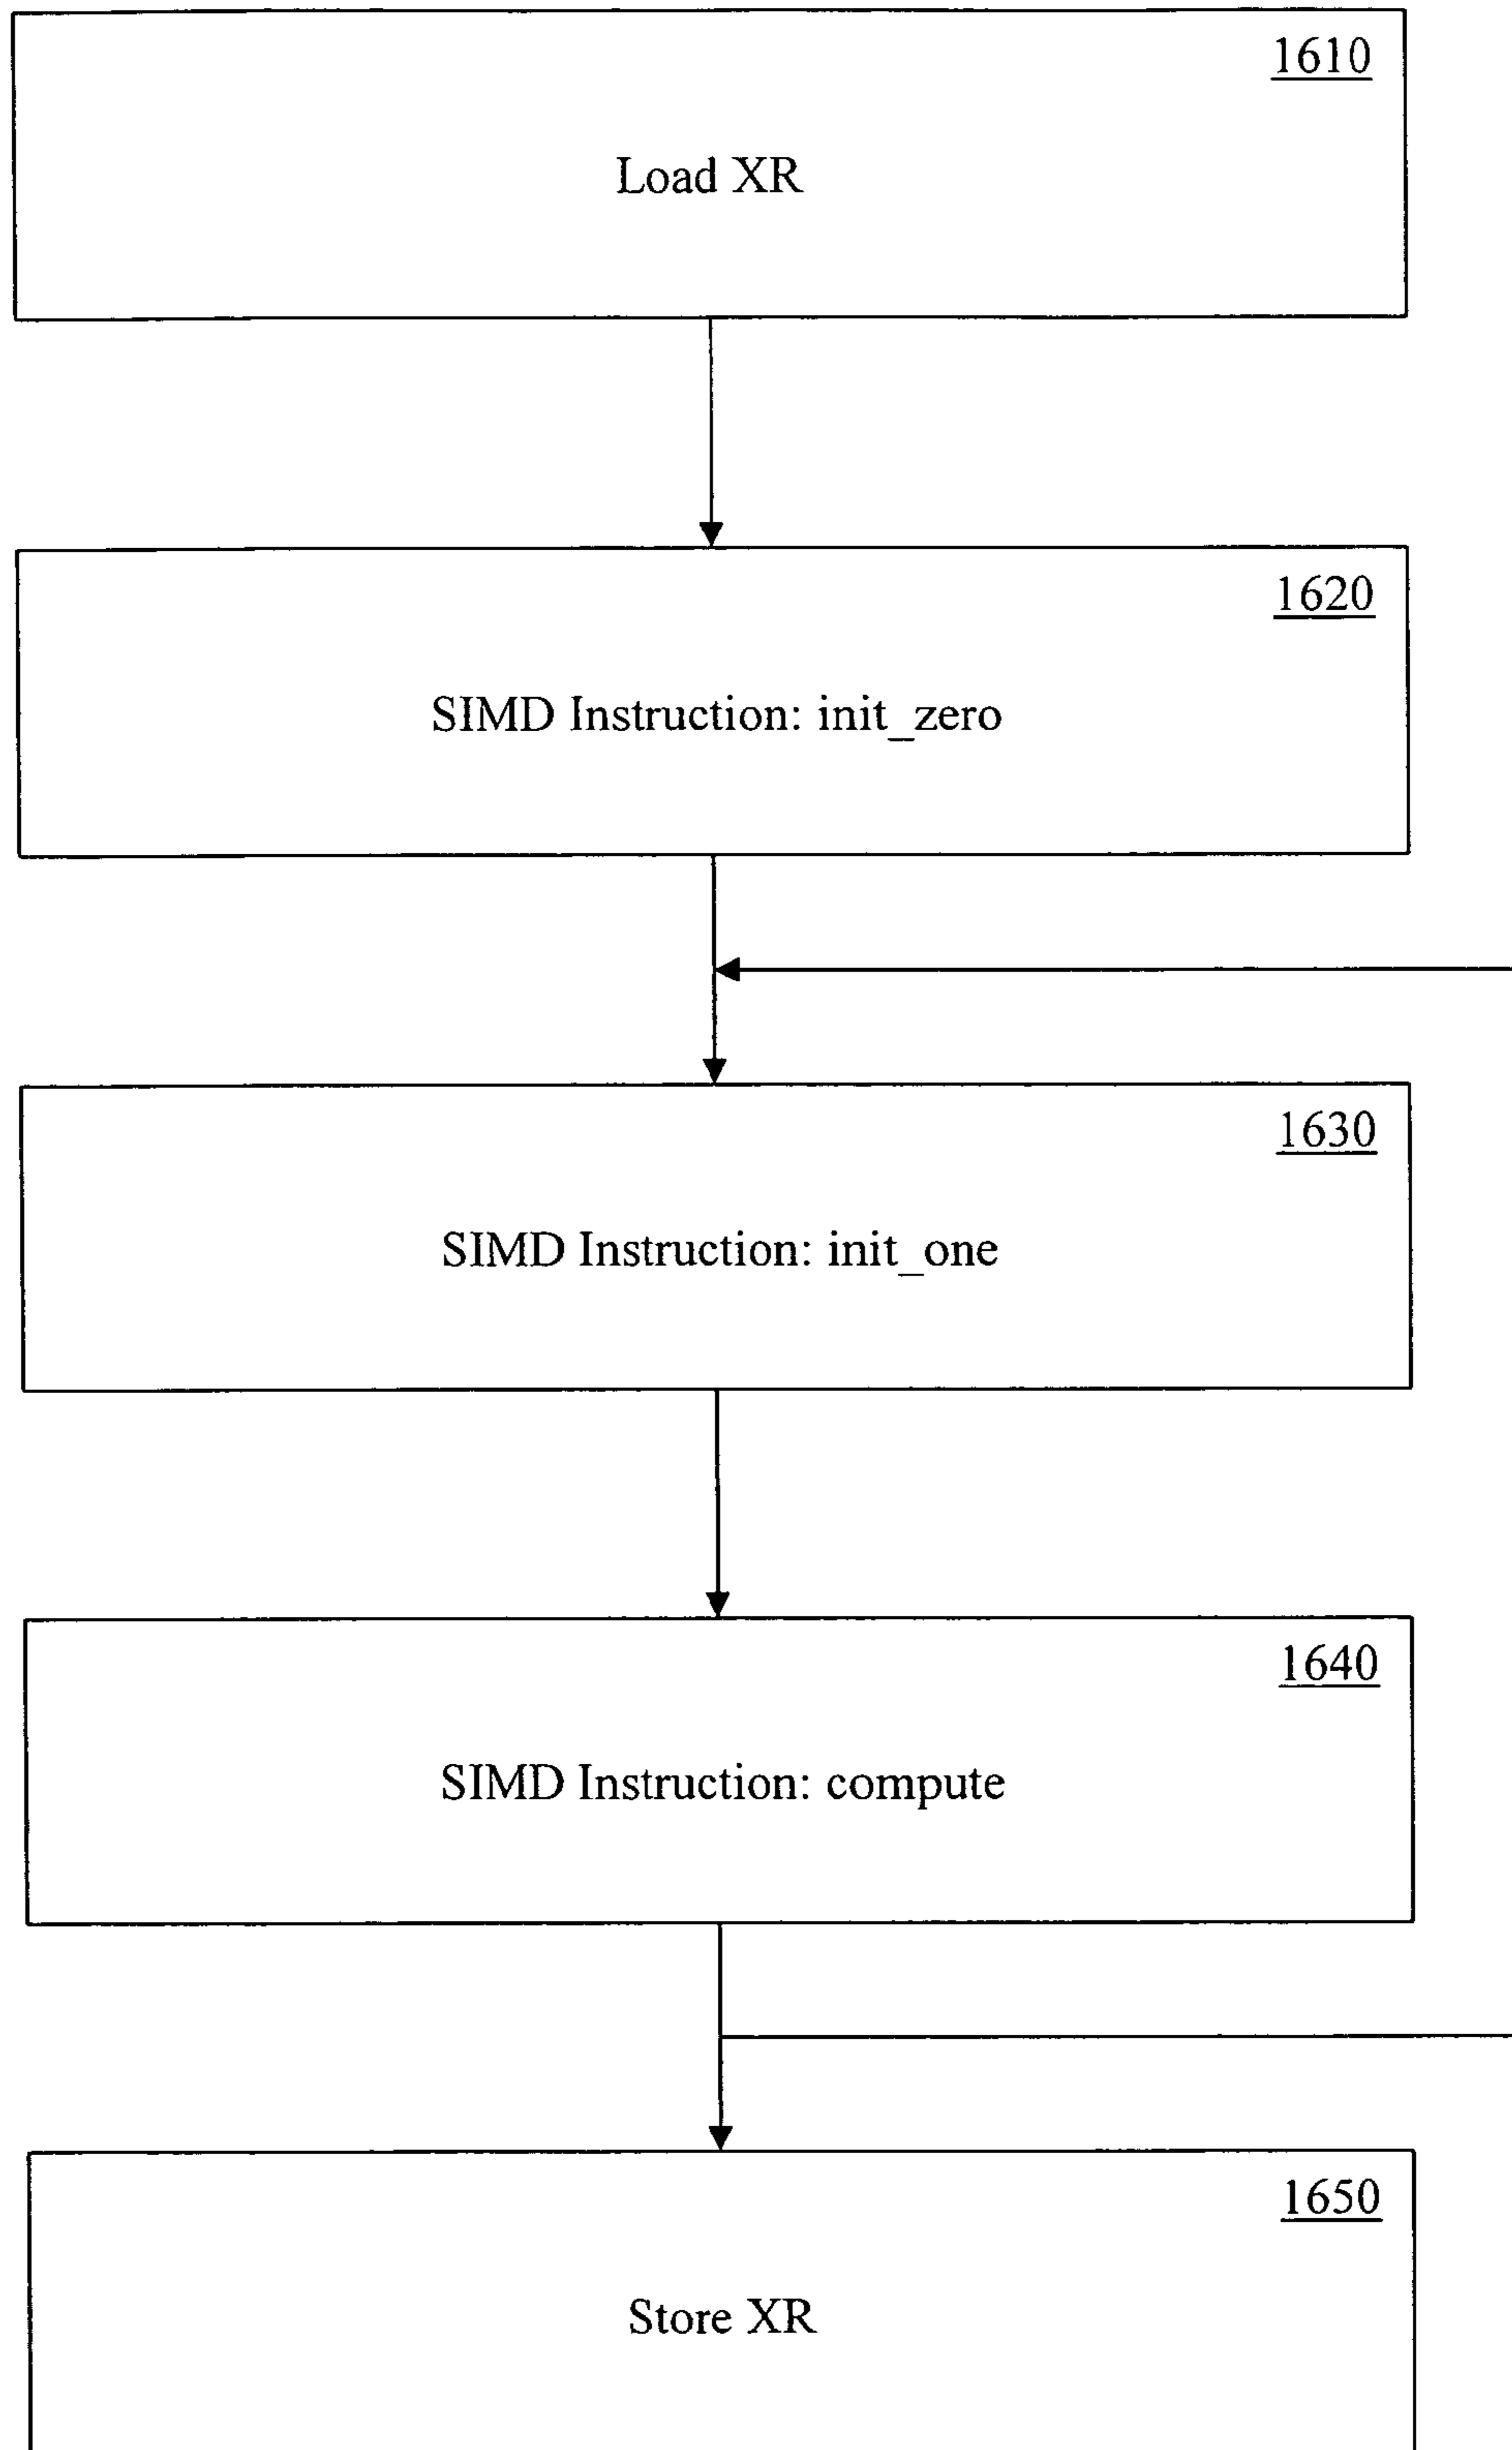 1610
Load XR
1620
SIMD Instruction: init_zero
1630
SIMD Instruction: init_one
1640
SIMD Instruction: compute
1650
Store XR